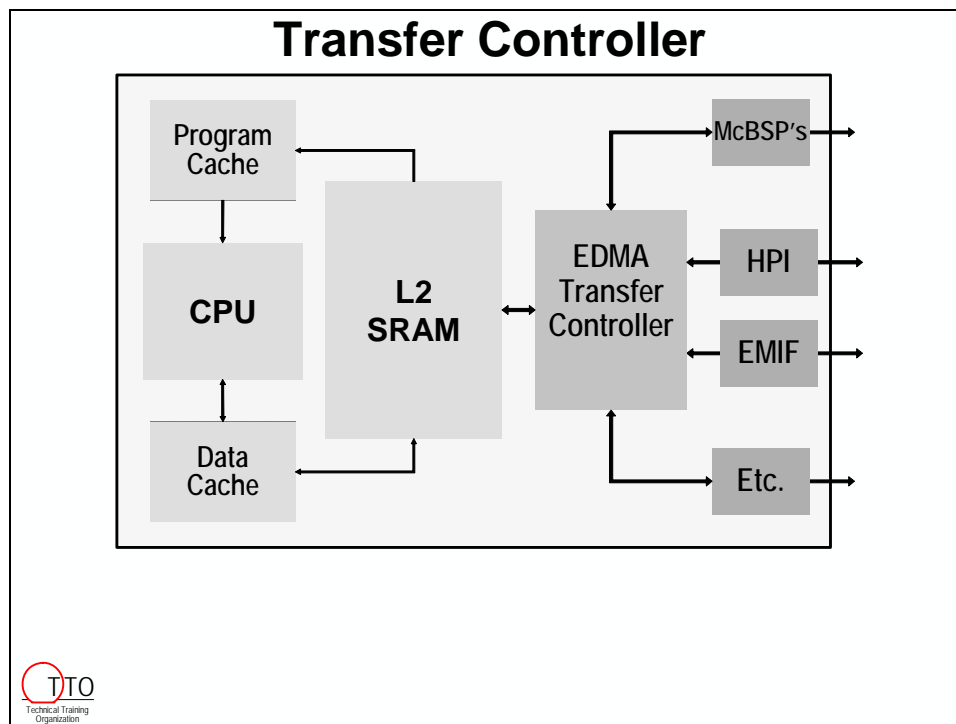 Transfer Controller
Program
Cache
CPU
Data
Cache
L2
SRAM
EDMA
Transfer
Controller
McBSP's
HPI
EMIF
Etc.
TTO
Technical Training
Organization